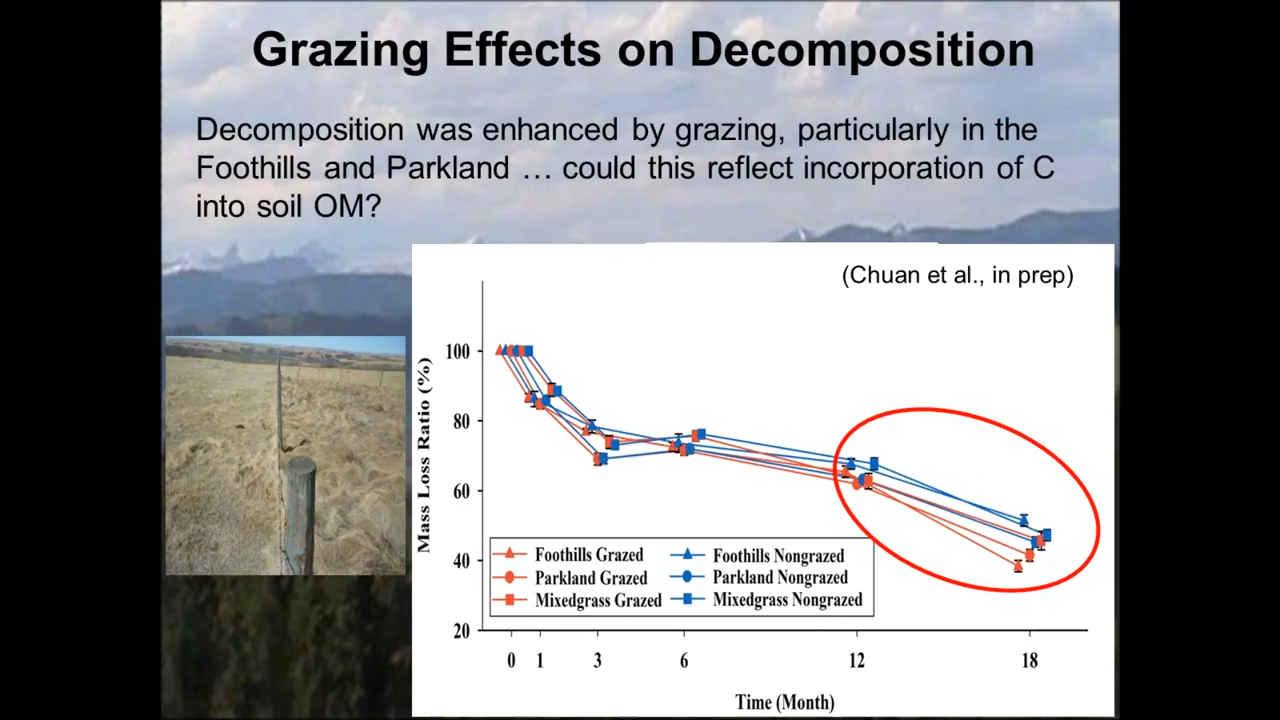 Grazing Effects on Decomposition
Decomposition was enhanced by grazing, particularly in the
Foothills and Parkland … could this reflect incorporation of C
into soil OM?
(Chuan et al., in prep)
Mass Loss Ratio (%)
100
80
60
40
20
Foothills Grazed
Foothills Nongrazed
Parkland Grazed
Parkland Nongrazed
Mixedgrass Grazed
Mixedgrass Nongrazed
0 1 3 6 12 18
Time (Month)